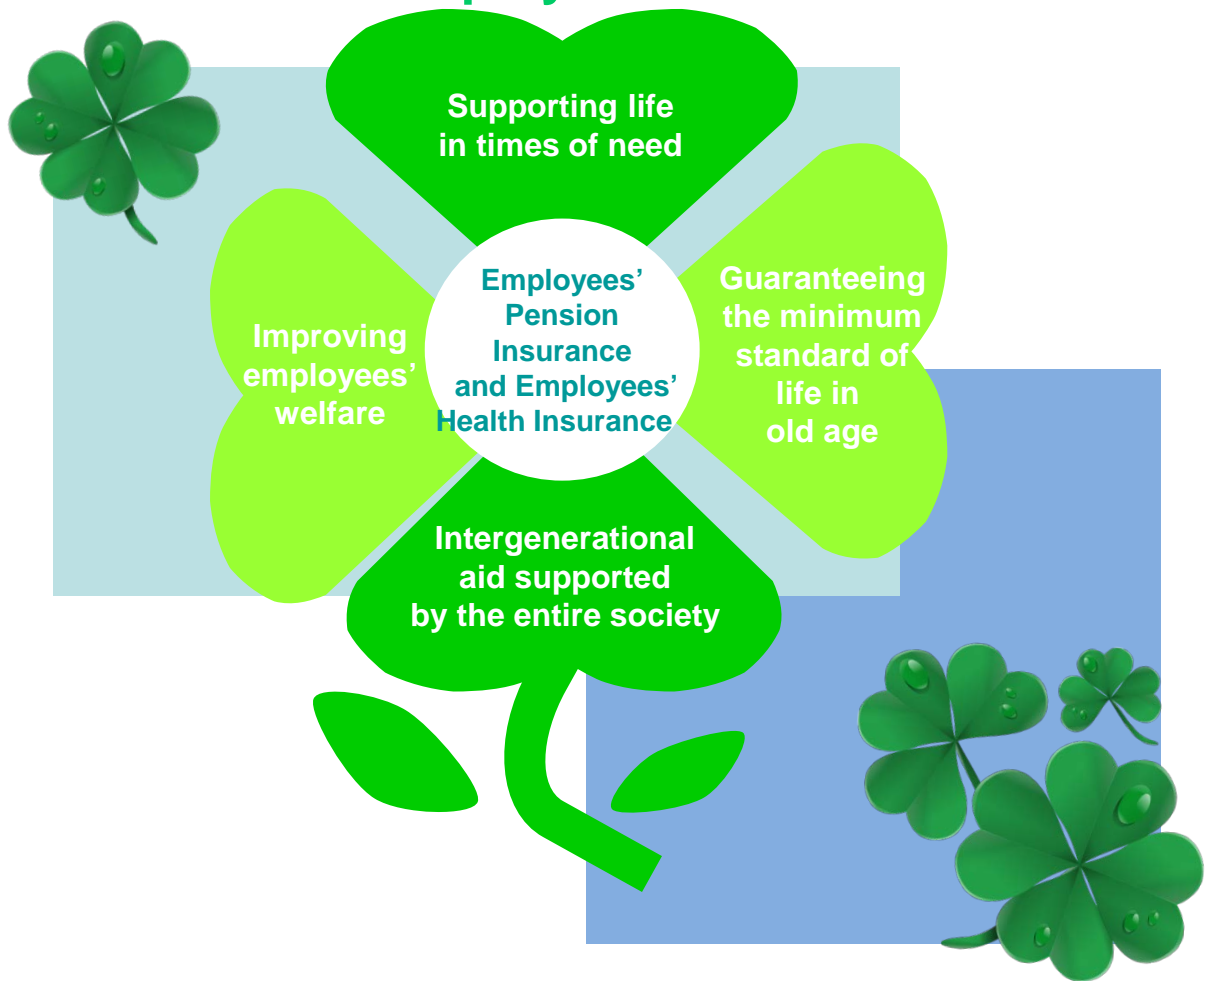 Supporting life
in times of need
Employees’
Pension
Insurance
and Employees’
Health Insurance
Guaranteeing
the minimum
standard of
life in
old age
Improving
employees’
welfare
Intergenerational
aid supported
by the entire society